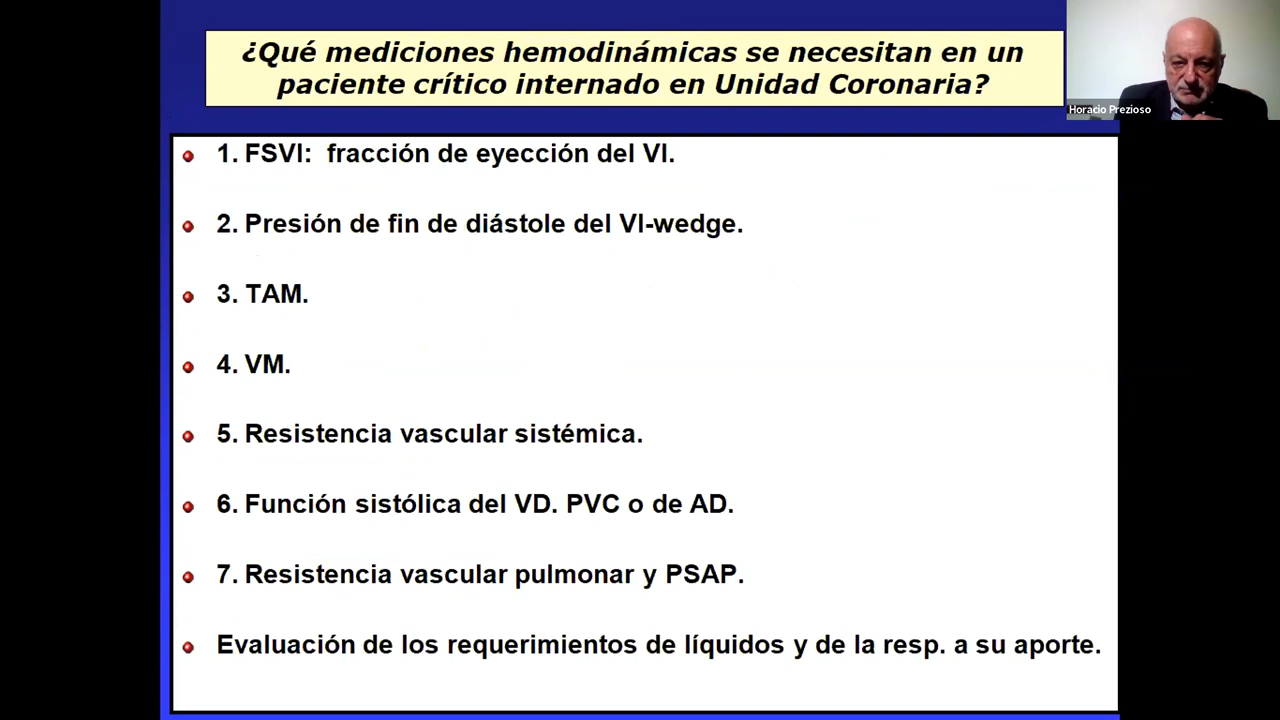 ¿Qué mediciones hemodinámicas se necesitan en un
paciente crítico internado en Unidad Coronaria?
Horacio Prezioso
1. FSVI:  fracción de eyección del VI.
2. Presión de fin de diástole del VI-wedge.
3. TAM.
4. VM.
5. Resistencia vascular sistémica.
6. Función sistólica del VD. PVC o de AD.
7. Resistencia vascular pulmonar y PSAP.
Evaluación de los requerimientos de líquidos y de la resp. a su aporte.